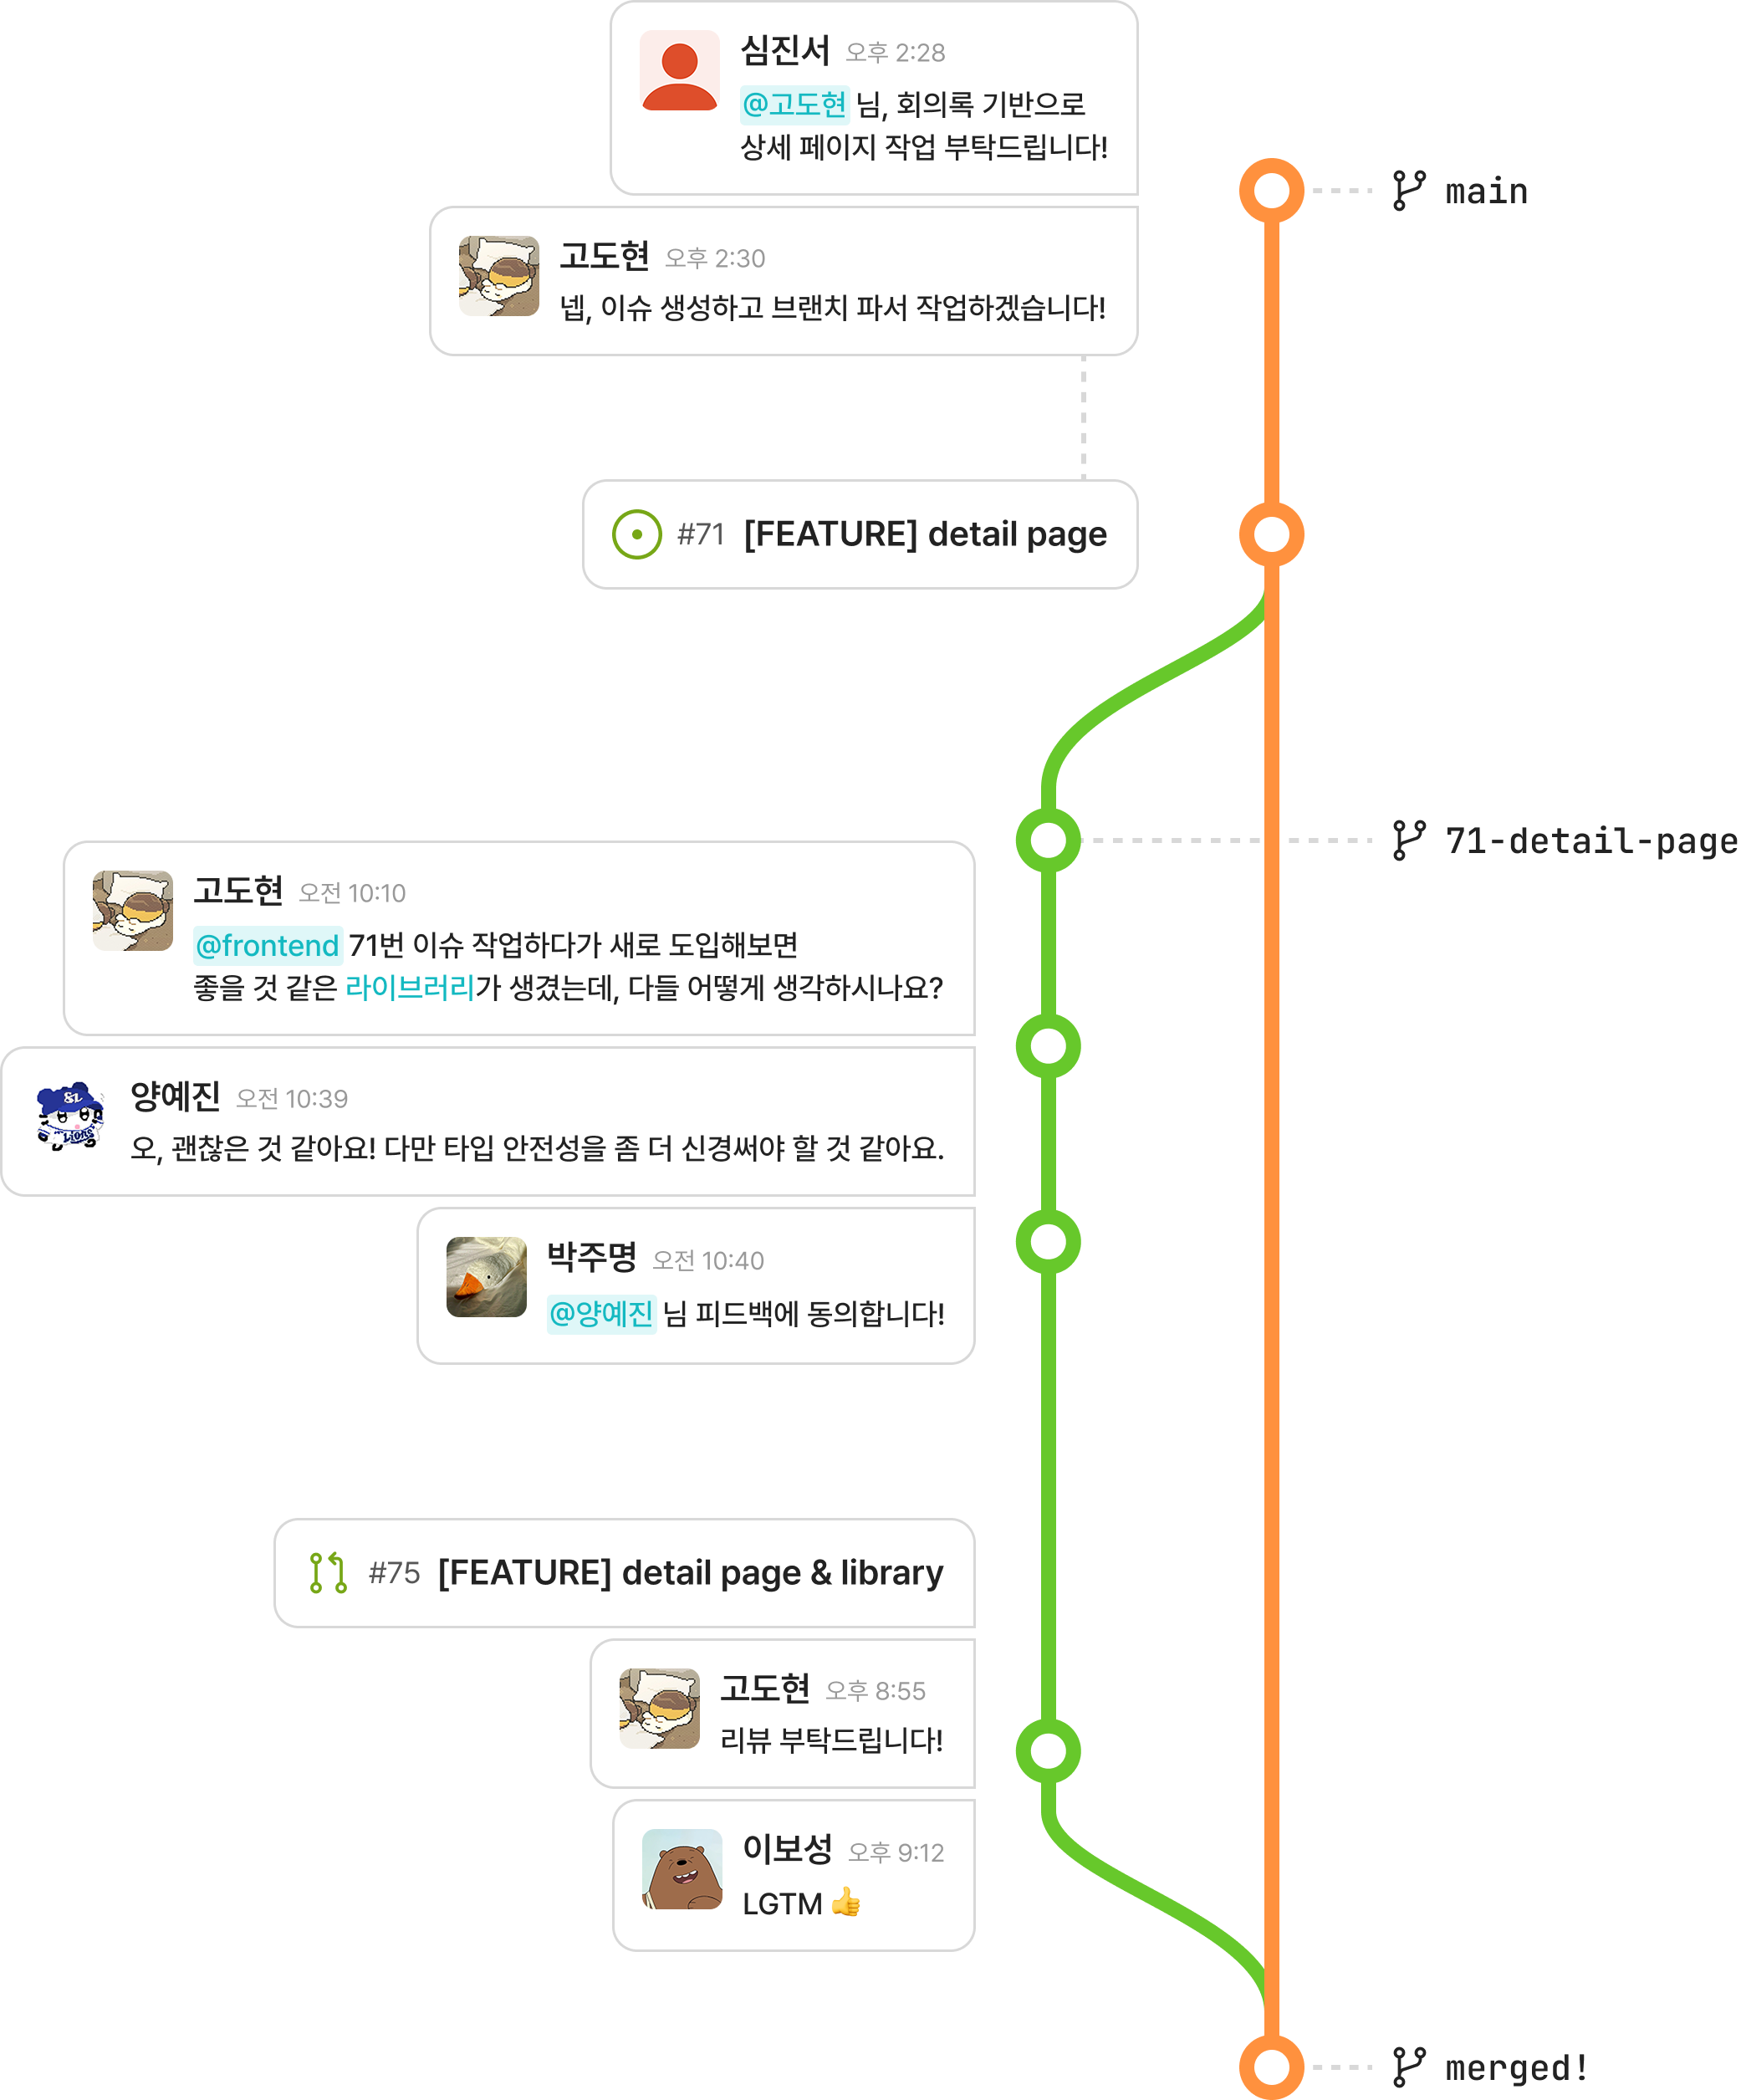 심진서 오후 2:28
@고도현 님, 회의록 기반으로
상세 페이지 작업 부탁드립니다!
main
고도현 오후 2:30
넵, 이슈 생성하고 브랜치 파서 작업하겠습니다!
#71 [FEATURE] detail page
71-detail-page
고도현 오전 10:10
@frontend 71번 이슈 작업하다가 새로 도입해보면
좋을 것 같은 라이브러리가 생겼는데, 다들 어떻게 생각하시나요?
양예진 오전 10:39
오, 괜찮은 것 같아요! 다만 타입 안전성을 좀 더 신경써야 할 것 같아요.
박주명 오전 10:40
@양예진 님 피드백에 동의합니다!
#75 [FEATURE] detail page & library
고도현 오후 8:55
리뷰 부탁드립니다!
이보성 오후 9:12
LGTM 👍
merged!